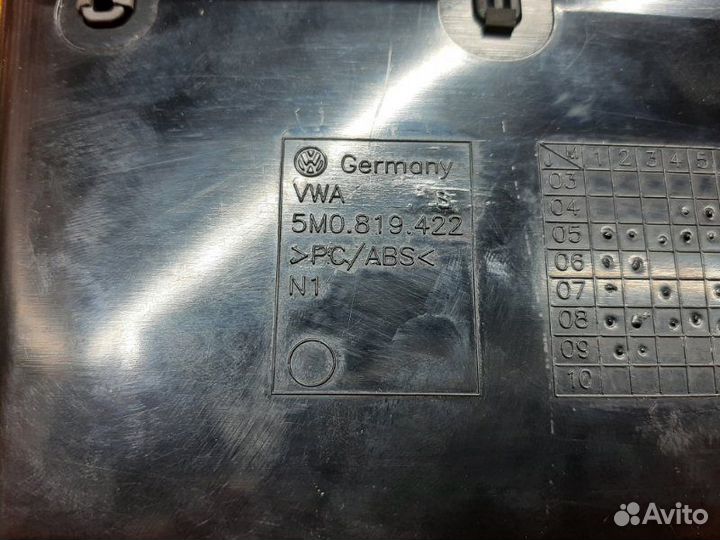 VW Germany
VWA S
5M0.819.422
>PC/ABS<
N1
J M 1 2 3 4 5
03
04
05
06
07
08
09
10
Avito